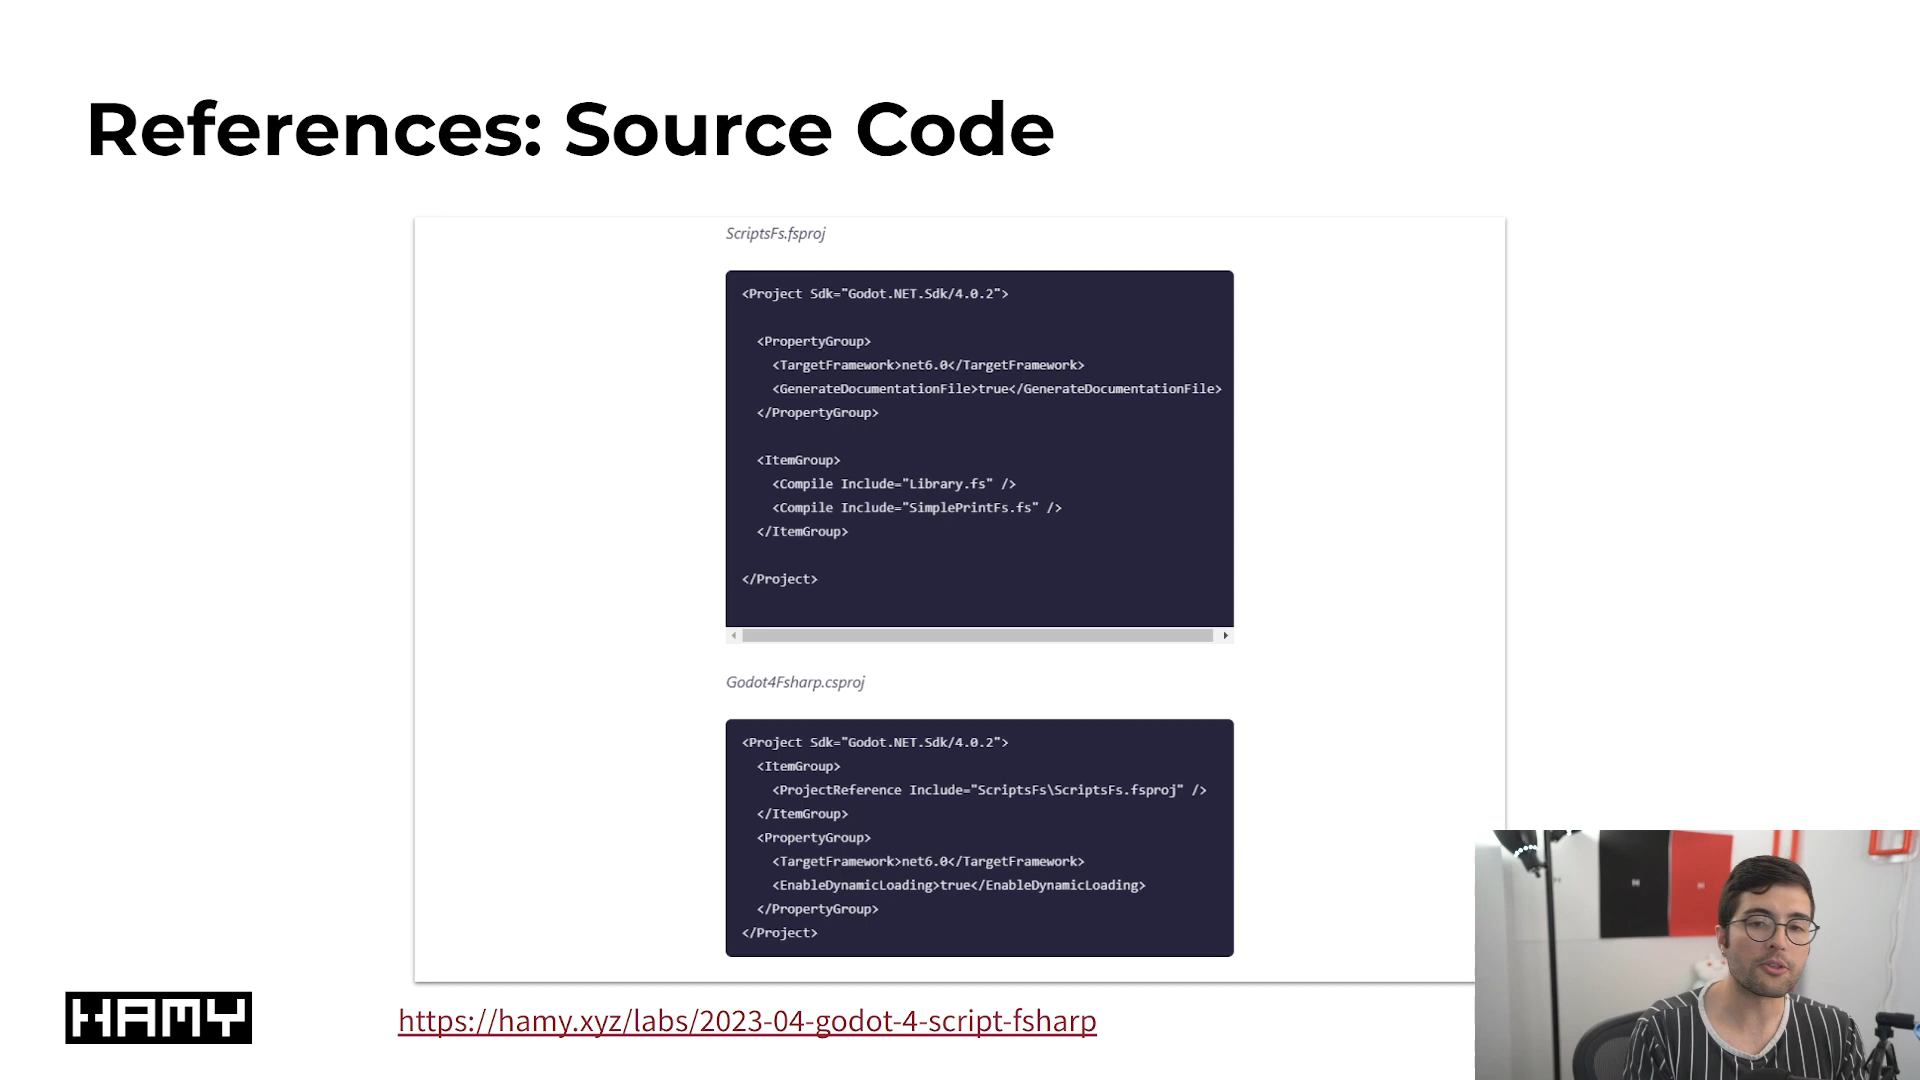 References: Source Code
ScriptsFs.fsproj
<Project Sdk="Godot.NET.Sdk/4.0.2">
<PropertyGroup>
<TargetFramework>net6.0</TargetFramework>
<GenerateDocumentationFile>true</GenerateDocumentationFile>
</PropertyGroup>
<ItemGroup>
<Compile Include="Library.fs" />
<Compile Include="SimplePrintFs.fs" />
</ItemGroup>
</Project>
Godot4Fsharp.csproj
<Project Sdk="Godot.NET.Sdk/4.0.2">
<ItemGroup>
<ProjectReference Include="ScriptsFs\ScriptsFs.fsproj" />
</ItemGroup>
<PropertyGroup>
<TargetFramework>net6.0</TargetFramework>
<EnableDynamicLoading>true</EnableDynamicLoading>
</PropertyGroup>
</Project>
HAMY
https://hamy.xyz/labs/2023-04-godot-4-script-fsharp